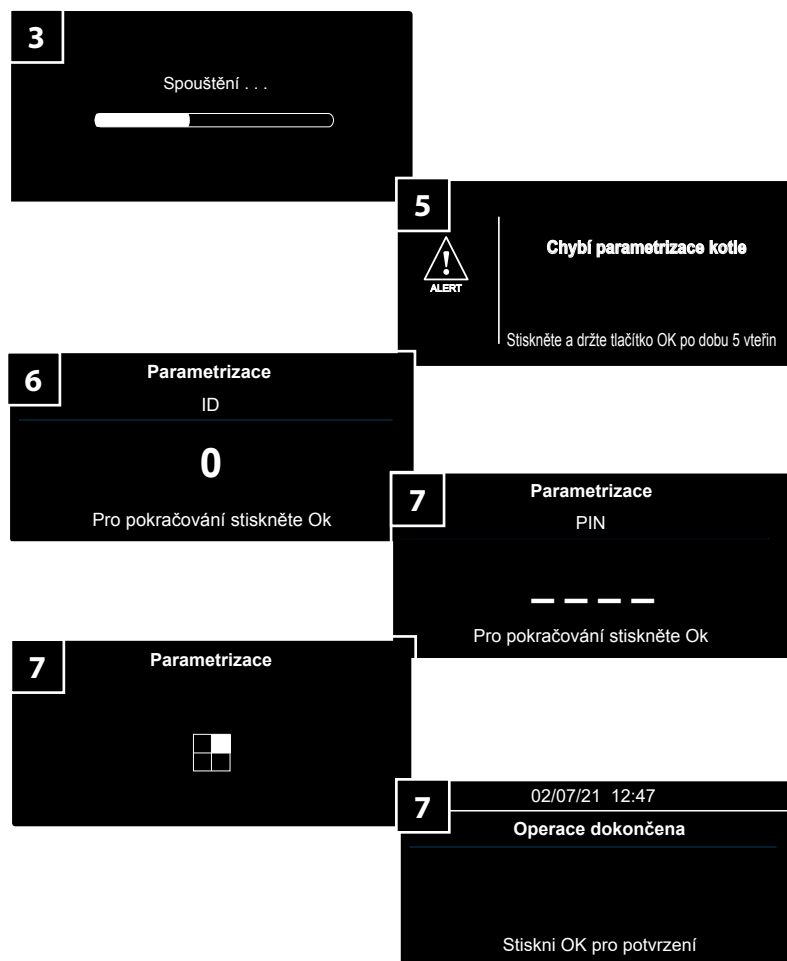 3
Spouštění . . .
5
Chybí parametrizace kotle
ALERT
Stiskněte a držte tlačítko OK po dobu 5 vteřin
6
Parametrizace
ID
0
Pro pokračování stiskněte Ok
7
Parametrizace
PIN
_ _ _ _
Pro pokračování stiskněte Ok
7
Parametrizace
7
02/07/21 12:47
Operace dokončena
Stiskni OK pro potvrzení